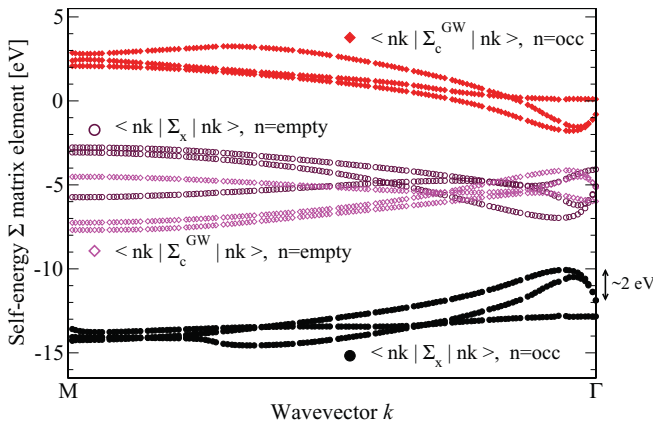 Self-energy Σ matrix element [eV]
5
0
-5
-10
-15
< nk | Σ_c^GW | nk >, n=occ
< nk | Σ_x | nk >, n=empty
< nk | Σ_c^GW | nk >, n=empty
~2 eV
< nk | Σ_x | nk >, n=occ
M
Γ
Wavevector k